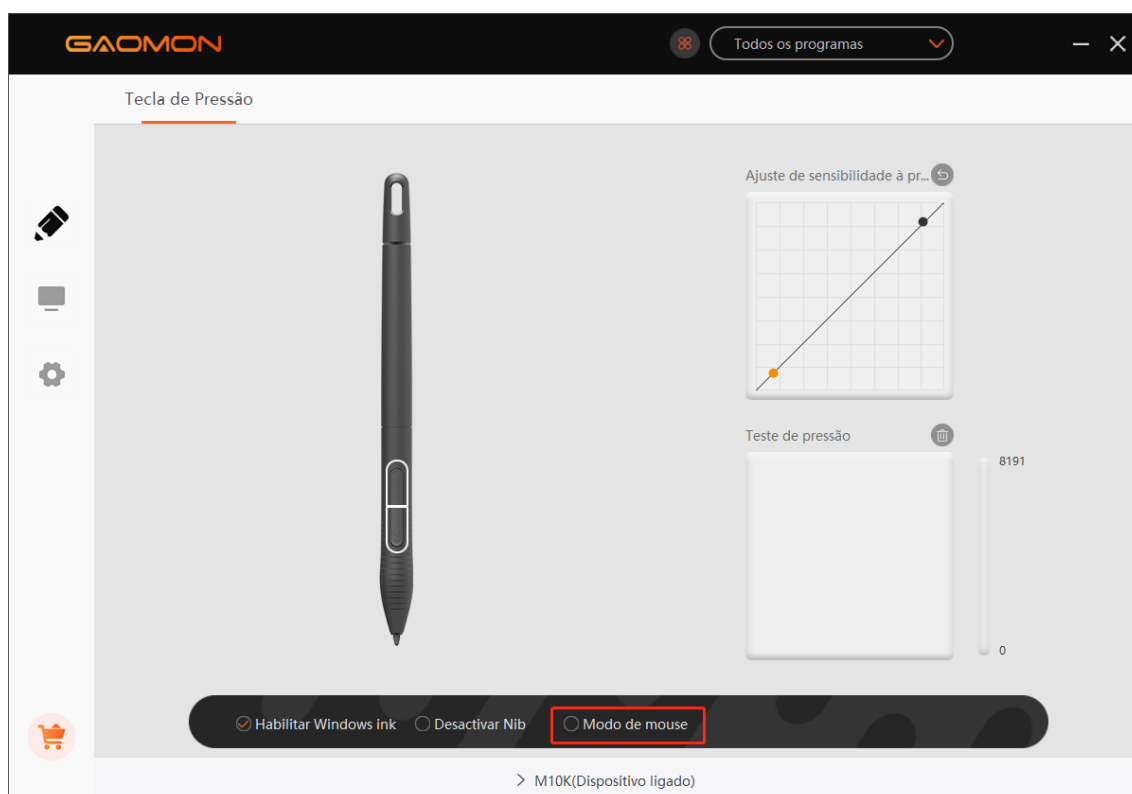 GAOMON
Todos os programas
Tecla de Pressão
Ajuste de sensibilidade à pr...
Teste de pressão
8191
0
Habilitar Windows ink
Desactivar Nib
Modo de mouse
> M10K(Dispositivo ligado)